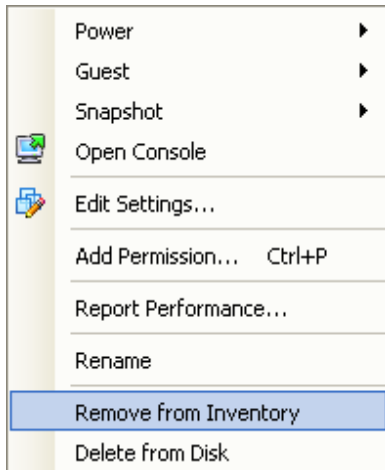 Power
Guest
Snapshot
Open Console
Edit Settings...
Add Permission... Ctrl+P
Report Performance...
Rename
Remove from Inventory
Delete from Disk